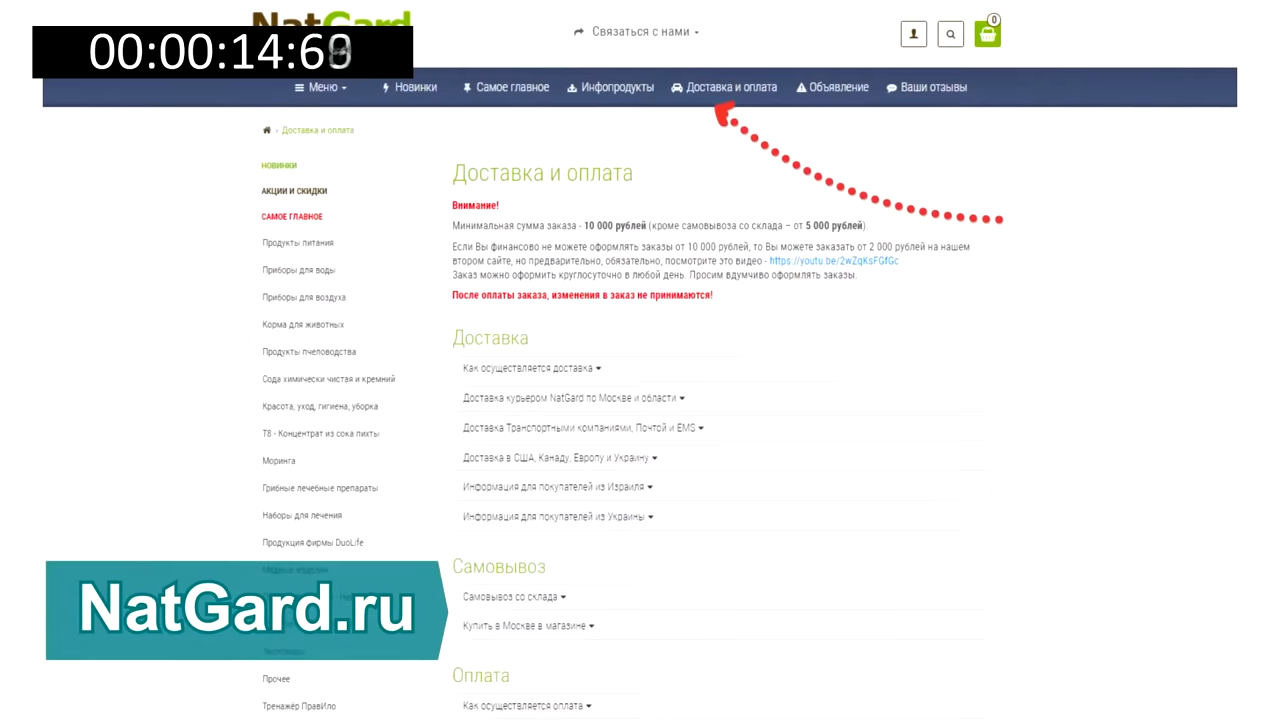 NatGard
00:00:14:6
Связаться с нами
0
Меню
Новинки
Самое главное
Инфопродукты
Доставка и оплата
Объявление
Ваши отзывы
› Доставка и оплата
НОВИНКИ
АКЦИИ И СКИДКИ
САМОЕ ГЛАВНОЕ
Продукты питания
Приборы для воды
Приборы для воздуха
Корма для животных
Продукты пчеловодства
Сода химически чистая и кремний
Красота, уход, гигиена, уборка
Т8 - Концентрат из сока пихты
Моринга
Грибные лечебные препараты
Наборы для лечения
Продукция фирмы DuoLife
Медные изделия
Прочее
Тренажёр ПравИло
Доставка и оплата
Внимание!
Минимальная сумма заказа - 10 000 рублей (кроме самовывоза со склада – от 5 000 рублей)
Если Вы финансово не можете оформлять заказы от 10 000 рублей, то Вы можете заказать от 2 000 рублей на нашем
втором сайте, но предварительно, обязательно, посмотрите это видео - https://youtu.be/2wZqKsFGfGc
Заказ можно оформить круглосуточно в любой день. Просим вдумчиво оформлять заказы.
После оплаты заказа, изменения в заказ не принимаются!
Доставка
Как осуществляется доставка
Доставка курьером NatGard по Москве и области
Доставка Транспортными компаниями, Почтой и EMS
Доставка в США, Канаду, Европу и Украину
Информация для покупателей из Израиля
Информация для покупателей из Украины
Самовывоз
Самовывоз со склада
Купить в Москве в магазине
Оплата
Как осуществляется оплата
NatGard.ru